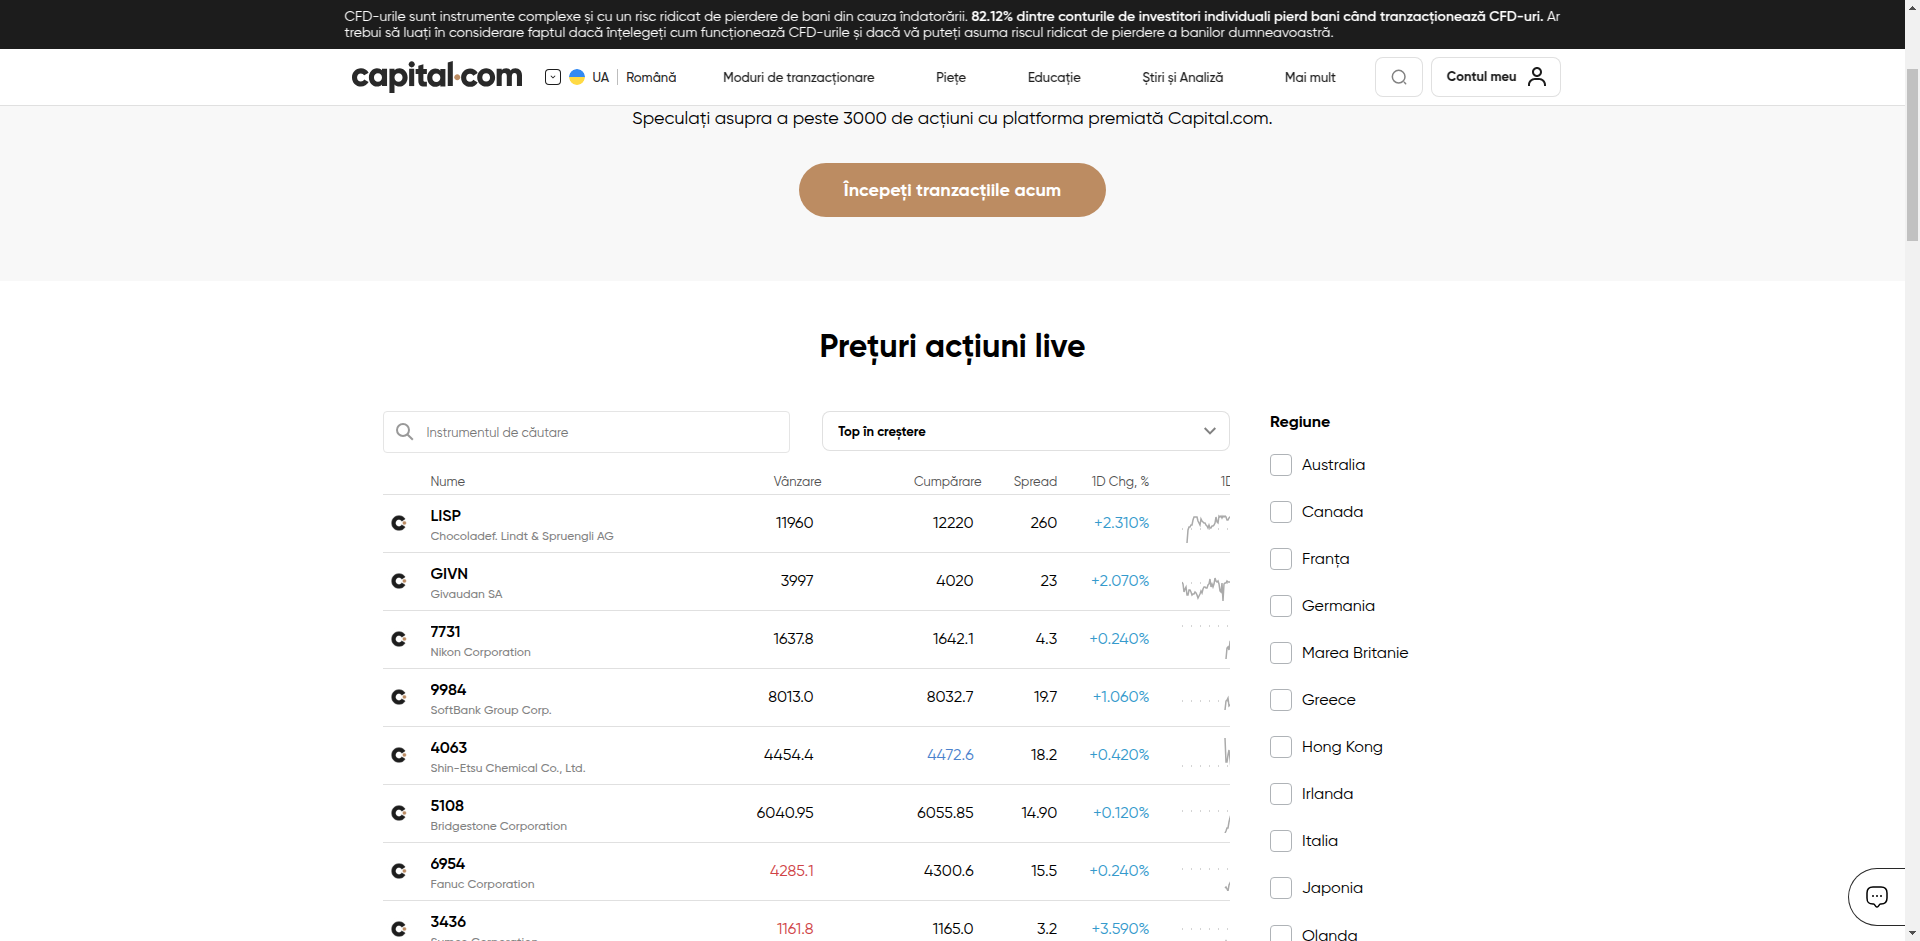 CFD-urile sunt instrumente complexe și cu un risc ridicat de pierdere de bani din cauza îndatorării. 82.12% dintre conturile de investitori individuali pierd bani când tranzacționează CFD-uri. Ar
trebui să luați în considerare faptul dacă înțelegeți cum funcționează CFD-urile și dacă vă puteți asuma riscul ridicat de pierdere a banilor dumneavoastră.
capital.com UA Română Moduri de tranzacționare Piețe Educație Știri și Analiză Mai mult Contul meu
Speculați asupra a peste 3000 de acțiuni cu platforma premiată Capital.com.
Începeți tranzacțiile acum
Prețuri acțiuni live
Instrumentul de căutare Top în creștere
Nume Vânzare Cumpărare Spread 1D Chg, %
LISP 11960 12220 260 +2.310%
Chocoladef. Lindt & Spruengli AG
GIVN 3997 4020 23 +2.070%
Givaudan SA
7731 1637.8 1642.1 4.3 +0.240%
Nikon Corporation
9984 8013.0 8032.7 19.7 +1.060%
SoftBank Group Corp.
4063 4454.4 4472.6 18.2 +0.420%
Shin-Etsu Chemical Co., Ltd.
5108 6040.95 6055.85 14.90 +0.120%
Bridgestone Corporation
6954 4285.1 4300.6 15.5 +0.240%
Fanuc Corporation
3436 1161.8 1165.0 3.2 +3.590%
Regiune
Australia
Canada
Franța
Germania
Marea Britanie
Greece
Hong Kong
Irlanda
Italia
Japonia
Olanda